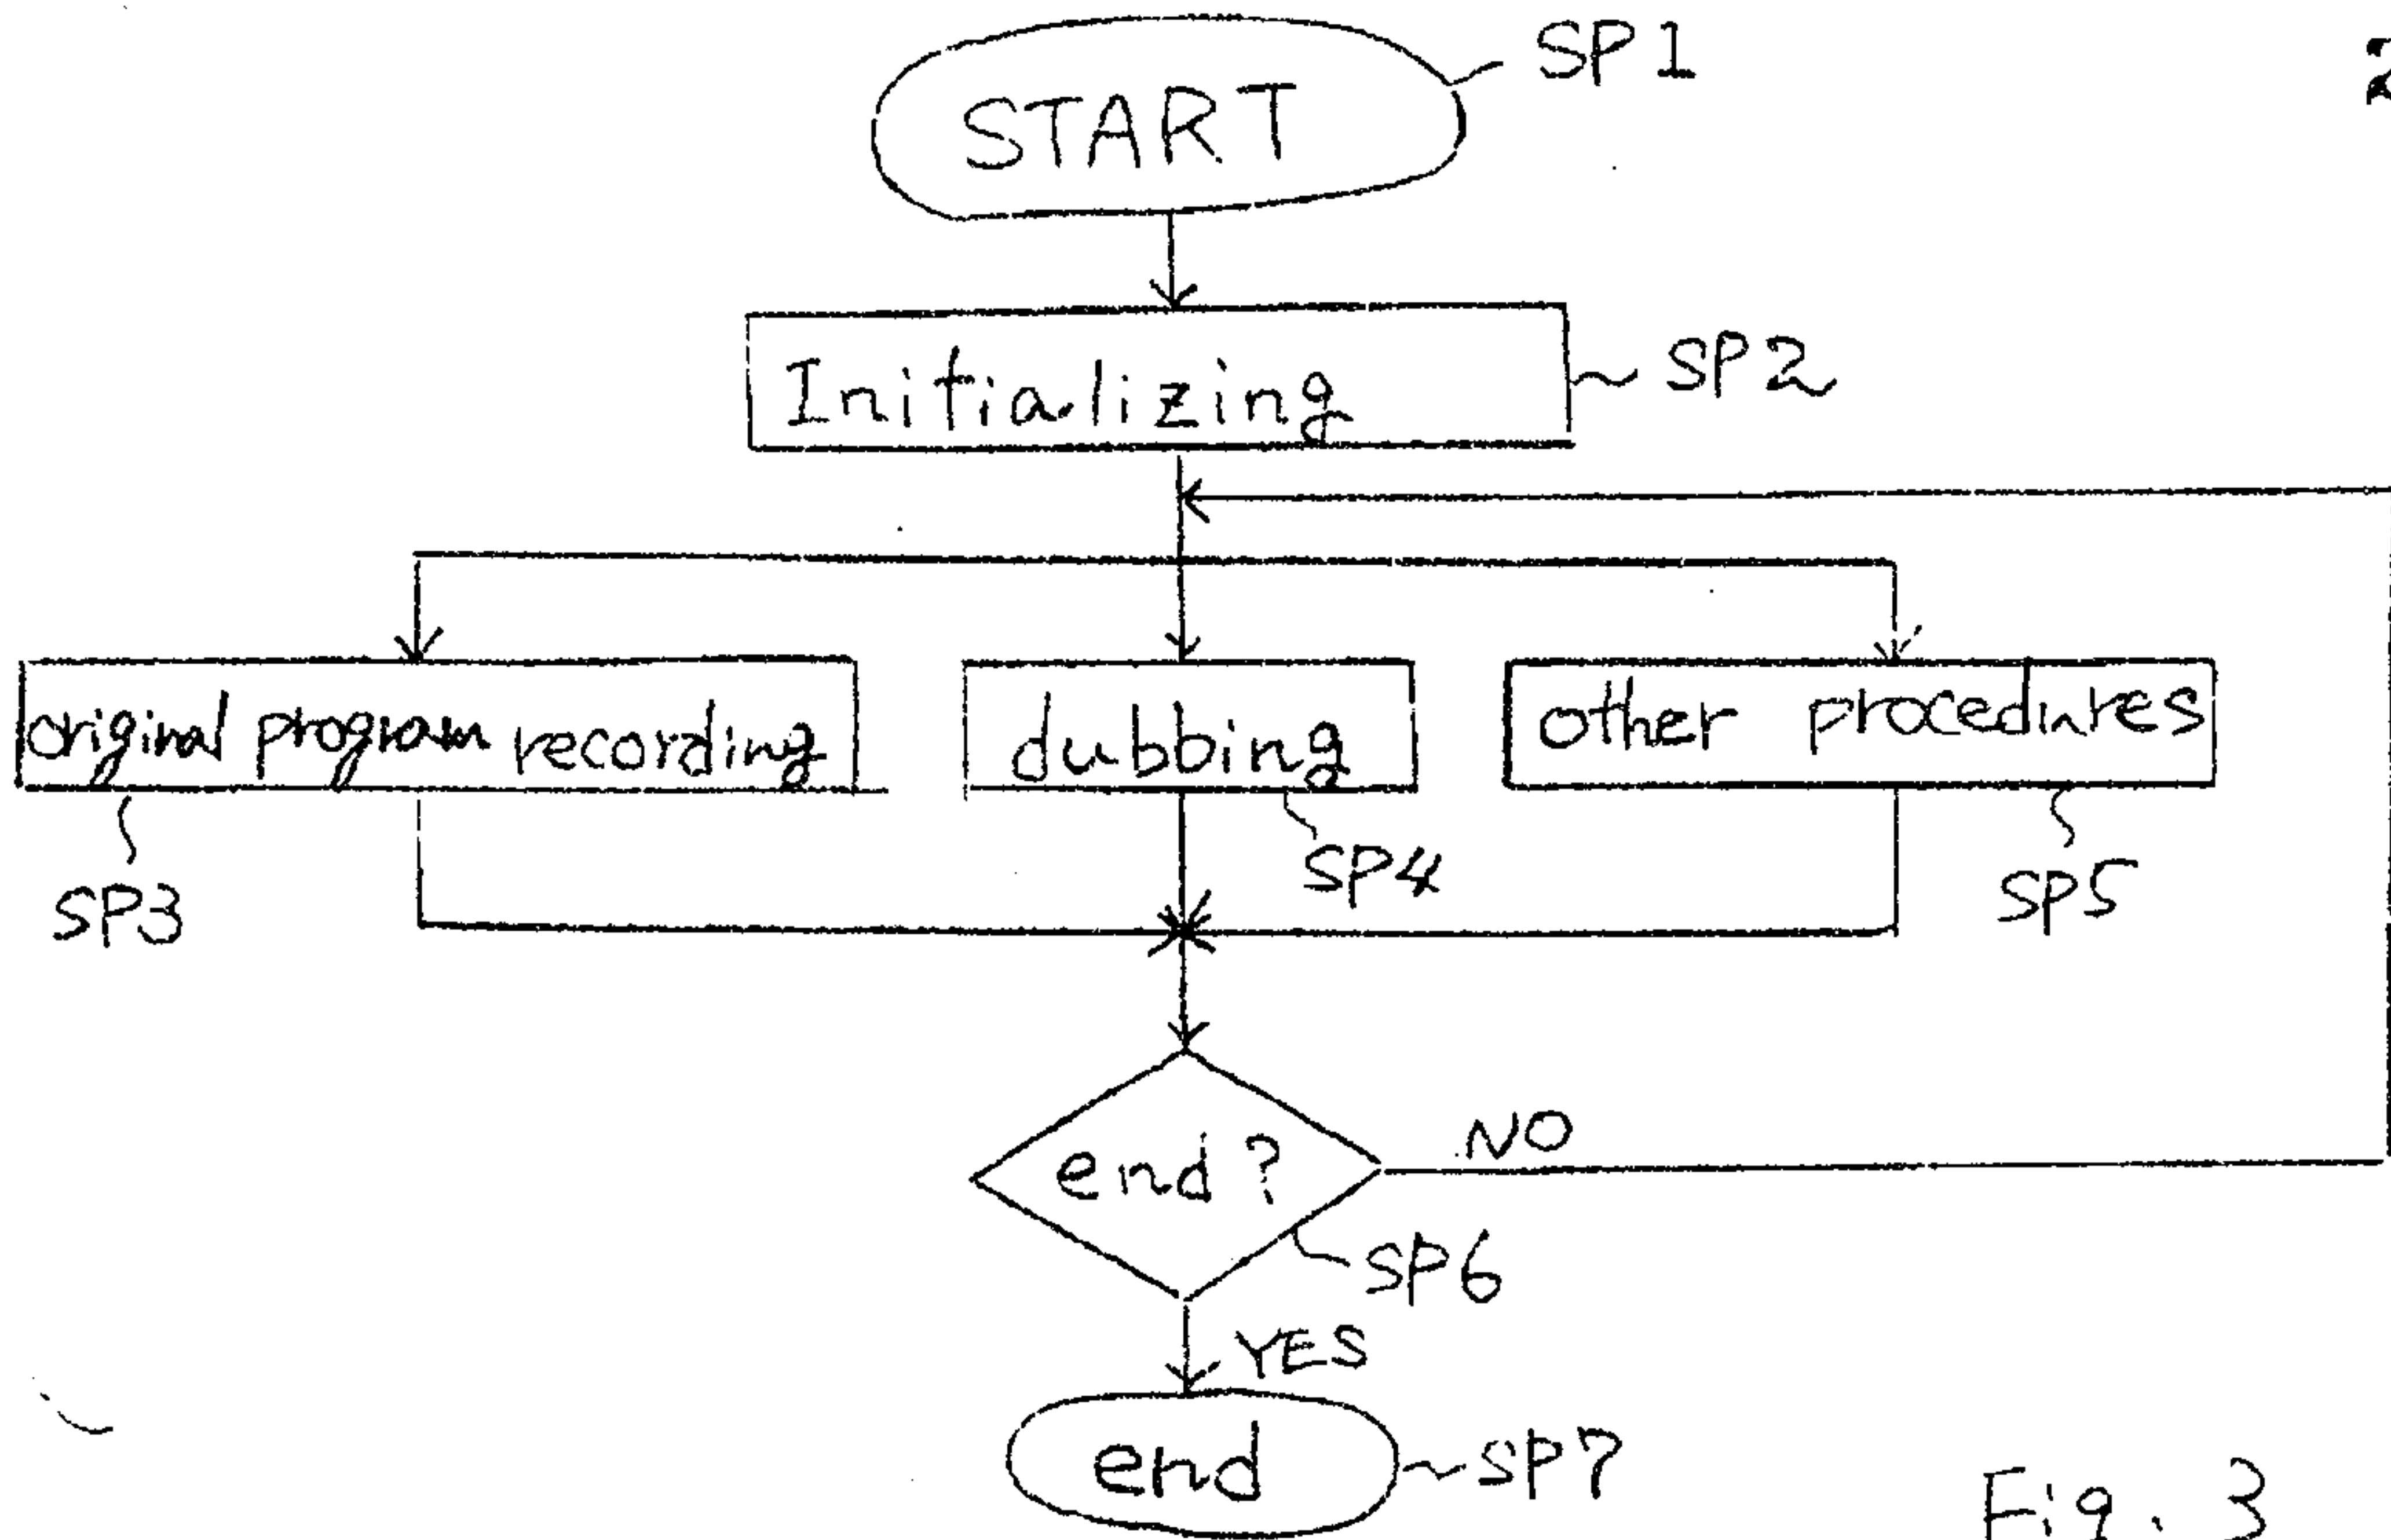 START
SP1
2
Initializing
SP2
original program recording
dubbing
other procedures
SP3
SP4
SP5
end?
NO
SP6
YES
end
SP7
Fig. 3